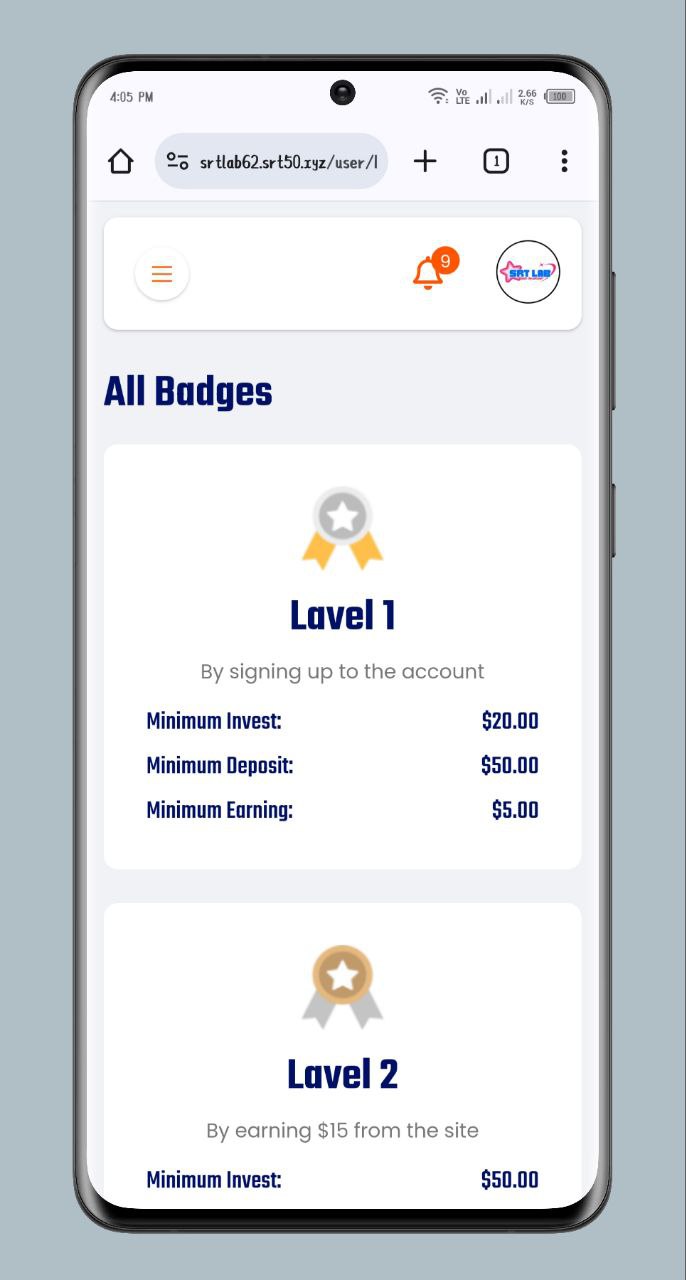 4:05 PM
Vo
LTE
2.66
K/S
100
srtlab62.srt50.xyz/user/l
1
9
SRT LAB
All Badges
Lavel 1
By signing up to the account
Minimum Invest: $20.00
Minimum Deposit: $50.00
Minimum Earning: $5.00
Lavel 2
By earning $15 from the site
Minimum Invest: $50.00